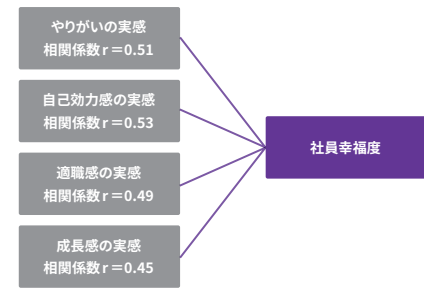 やりがいの実感
相関係数r＝0.51
自己効力感の実感
相関係数r＝0.53
適職感の実感
相関係数r＝0.49
成長感の実感
相関係数r＝0.45
社員幸福度